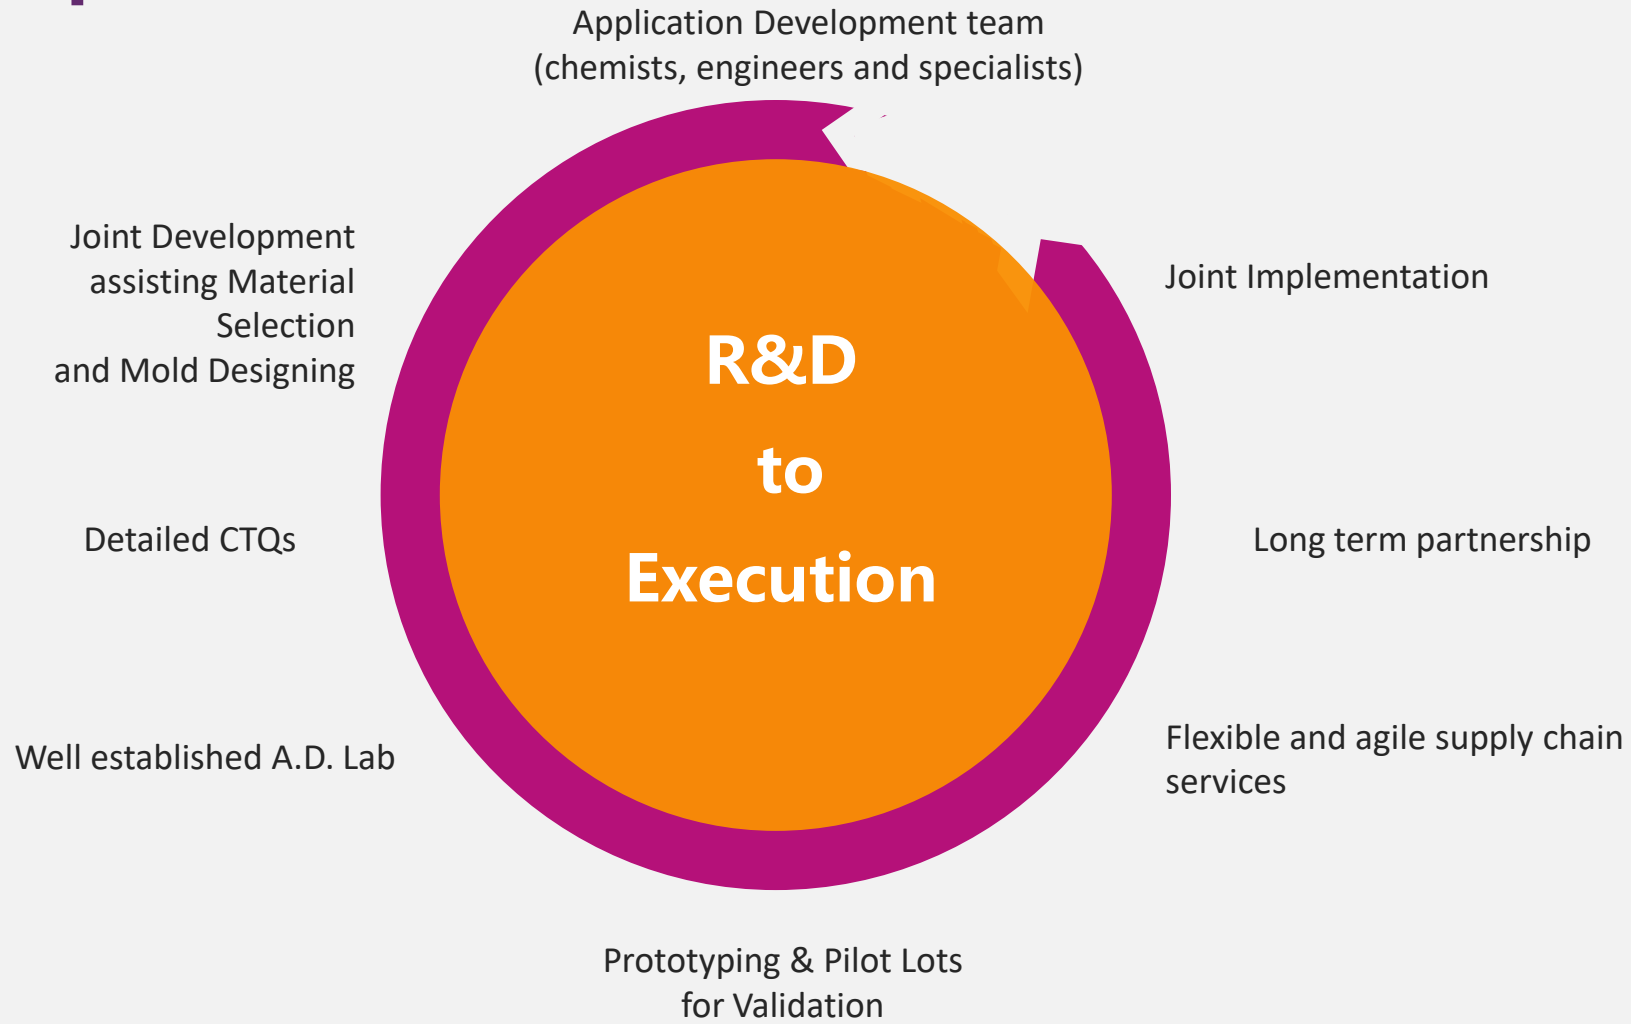 Application Development team
(chemists, engineers and specialists)
Joint Development
assisting Material
Selection
and Mold Designing
Joint Implementation
R&D
to
Execution
Detailed CTQs
Long term partnership
Well established A.D. Lab
Flexible and agile supply chain
services
Prototyping & Pilot Lots
for Validation